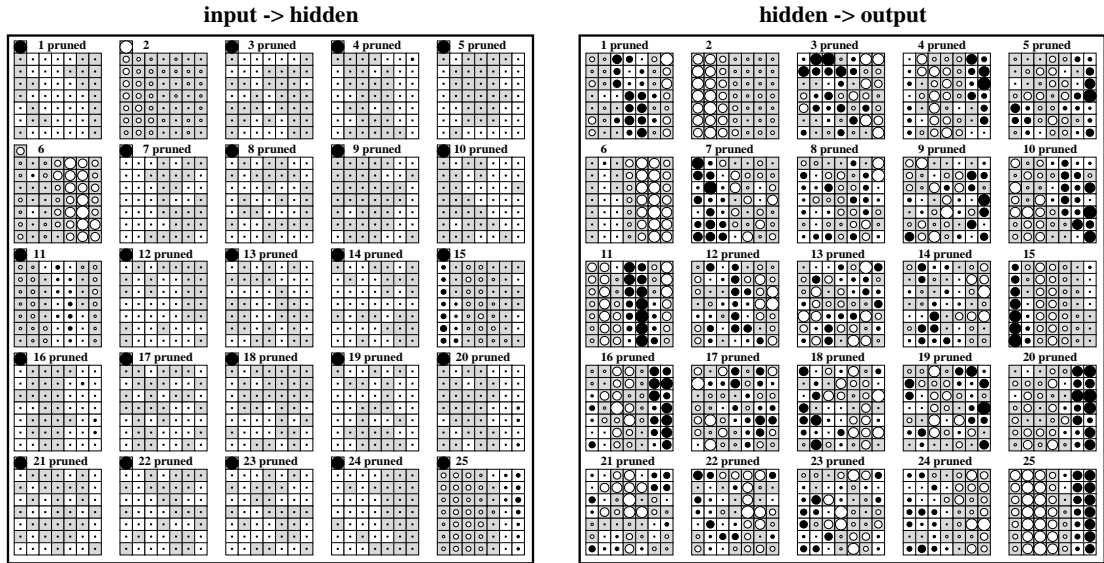 input -> hidden
hidden -> output
1 pruned 2 3 pruned 4 pruned 5 pruned
6 7 pruned 8 pruned 9 pruned 10 pruned
11 12 pruned 13 pruned 14 pruned 15
16 pruned 17 pruned 18 pruned 19 pruned 20 pruned
21 pruned 22 pruned 23 pruned 24 pruned 25
1 pruned 2 3 pruned 4 pruned 5 pruned
6 7 pruned 8 pruned 9 pruned 10 pruned
11 12 pruned 13 pruned 14 pruned 15
16 pruned 17 pruned 18 pruned 19 pruned 20 pruned
21 pruned 22 pruned 23 pruned 24 pruned 25